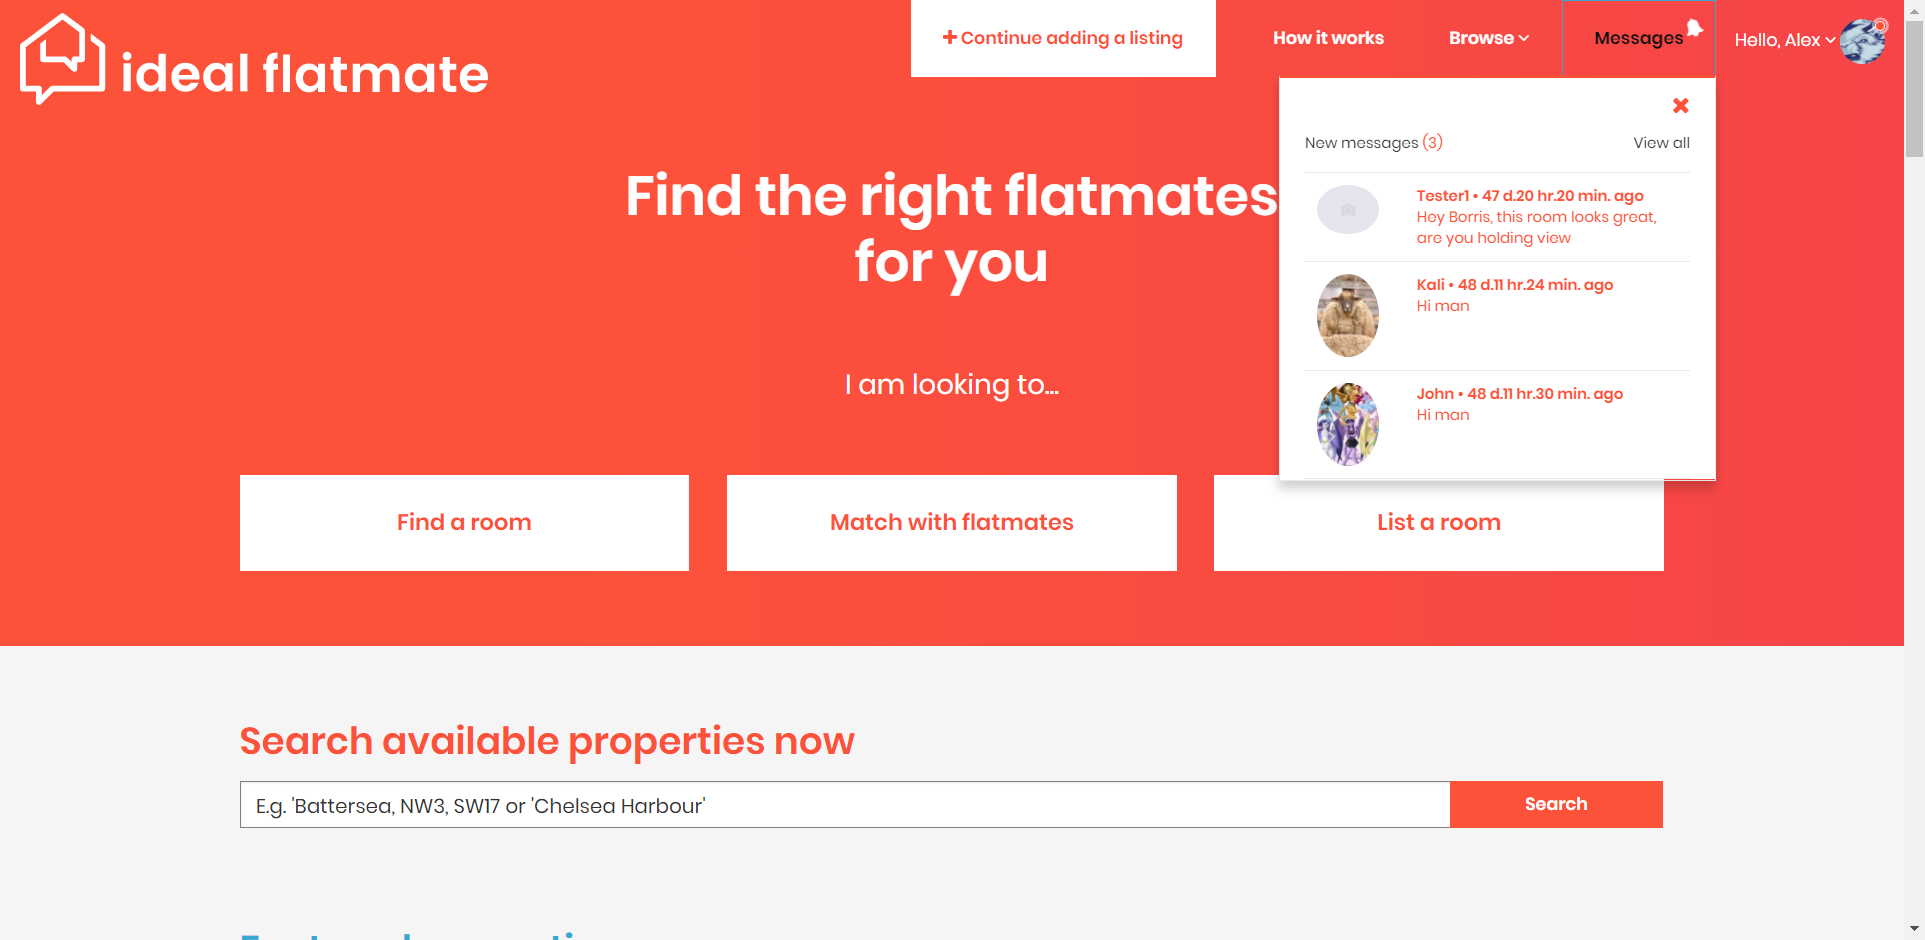 ideal flatmate
Continue adding a listing
How it works
Browse
Messages
Hello, Alex
New messages (3)
View all
Tester1 • 47 d.20 hr.20 min. ago
Hey Borris, this room looks great,
are you holding view
Kali • 48 d.11 hr.24 min. ago
Hi man
John • 48 d.11 hr.30 min. ago
Hi man
Find the right flatmates
for you
I am looking to...
Find a room
Match with flatmates
List a room
Search available properties now
E.g. 'Battersea, NW3, SW17 or 'Chelsea Harbour'
Search